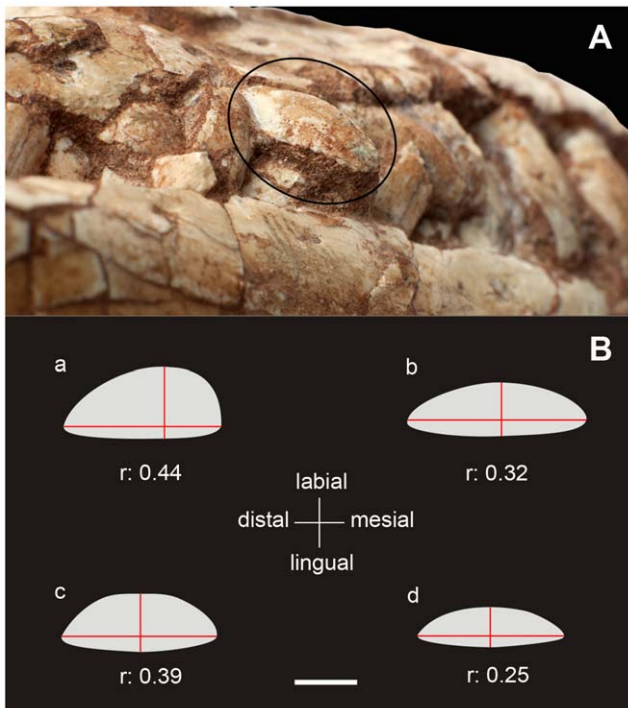 A
B
a
b
r: 0.44
r: 0.32
labial
distal
mesial
lingual
c
d
r: 0.39
r: 0.25